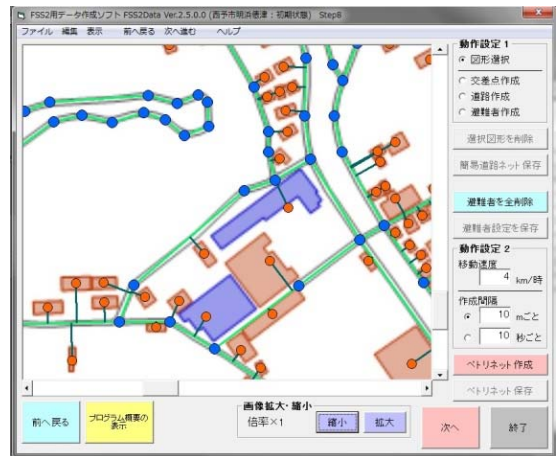 FSS2用データ作成ソフト FSS2Data Ver.2.5.0.0 (西予市明浜徳津：初期状態) Step8
ファイル 編集 表示 前へ戻る 次へ進む ヘルプ
動作設定1
図形選択
交差点作成
道路作成
避難者作成
選択図形を削除
簡易道路ネット保存
避難者を全削除
避難者設定を保存
動作設定2
移動速度
4 km/時
作成間隔
10 mごと
10 秒ごと
ペトリネット作成
ペトリネット保存
前へ戻る
プログラム概要の
表示
画像拡大・縮小
倍率×1
縮小
拡大
次へ
終了